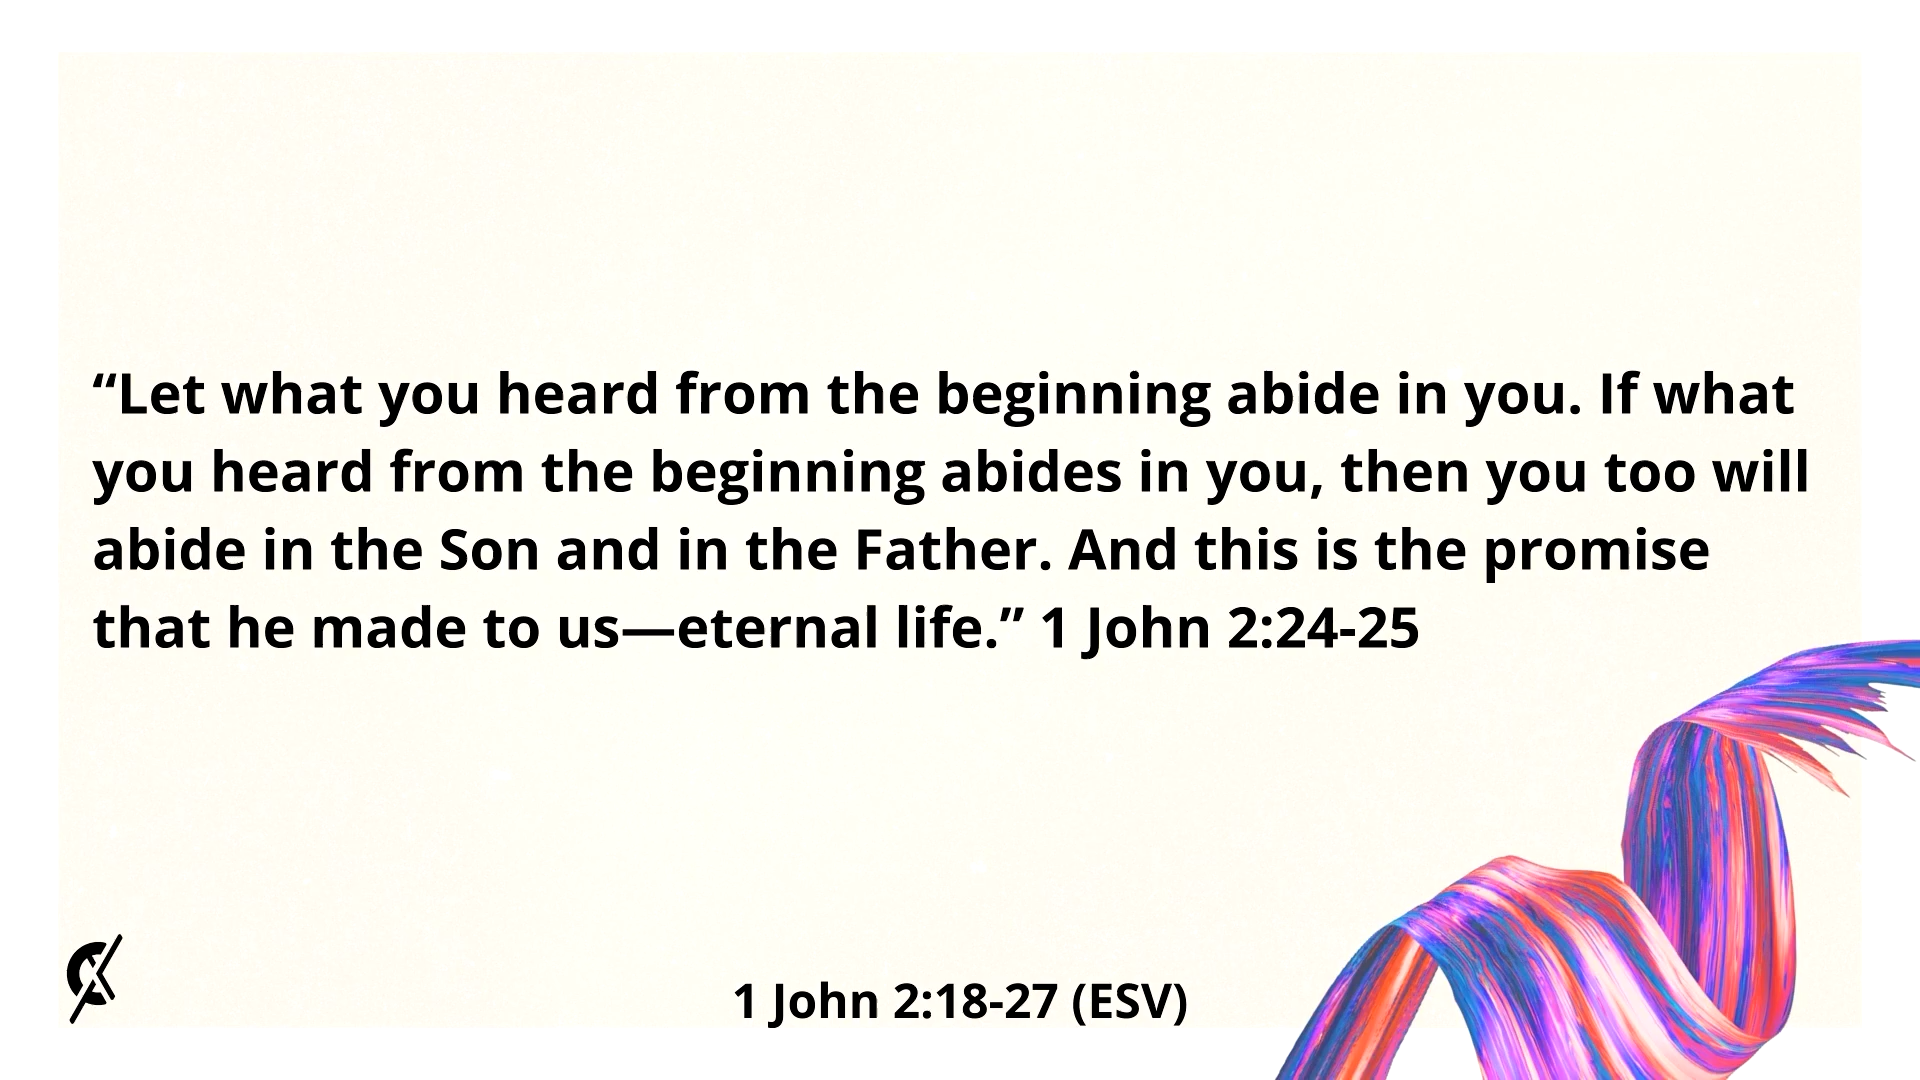 “Let what you heard from the beginning abide in you. If what
you heard from the beginning abides in you, then you too will
abide in the Son and in the Father. And this is the promise
that he made to us—eternal life.” 1 John 2:24-25
1 John 2:18-27 (ESV)